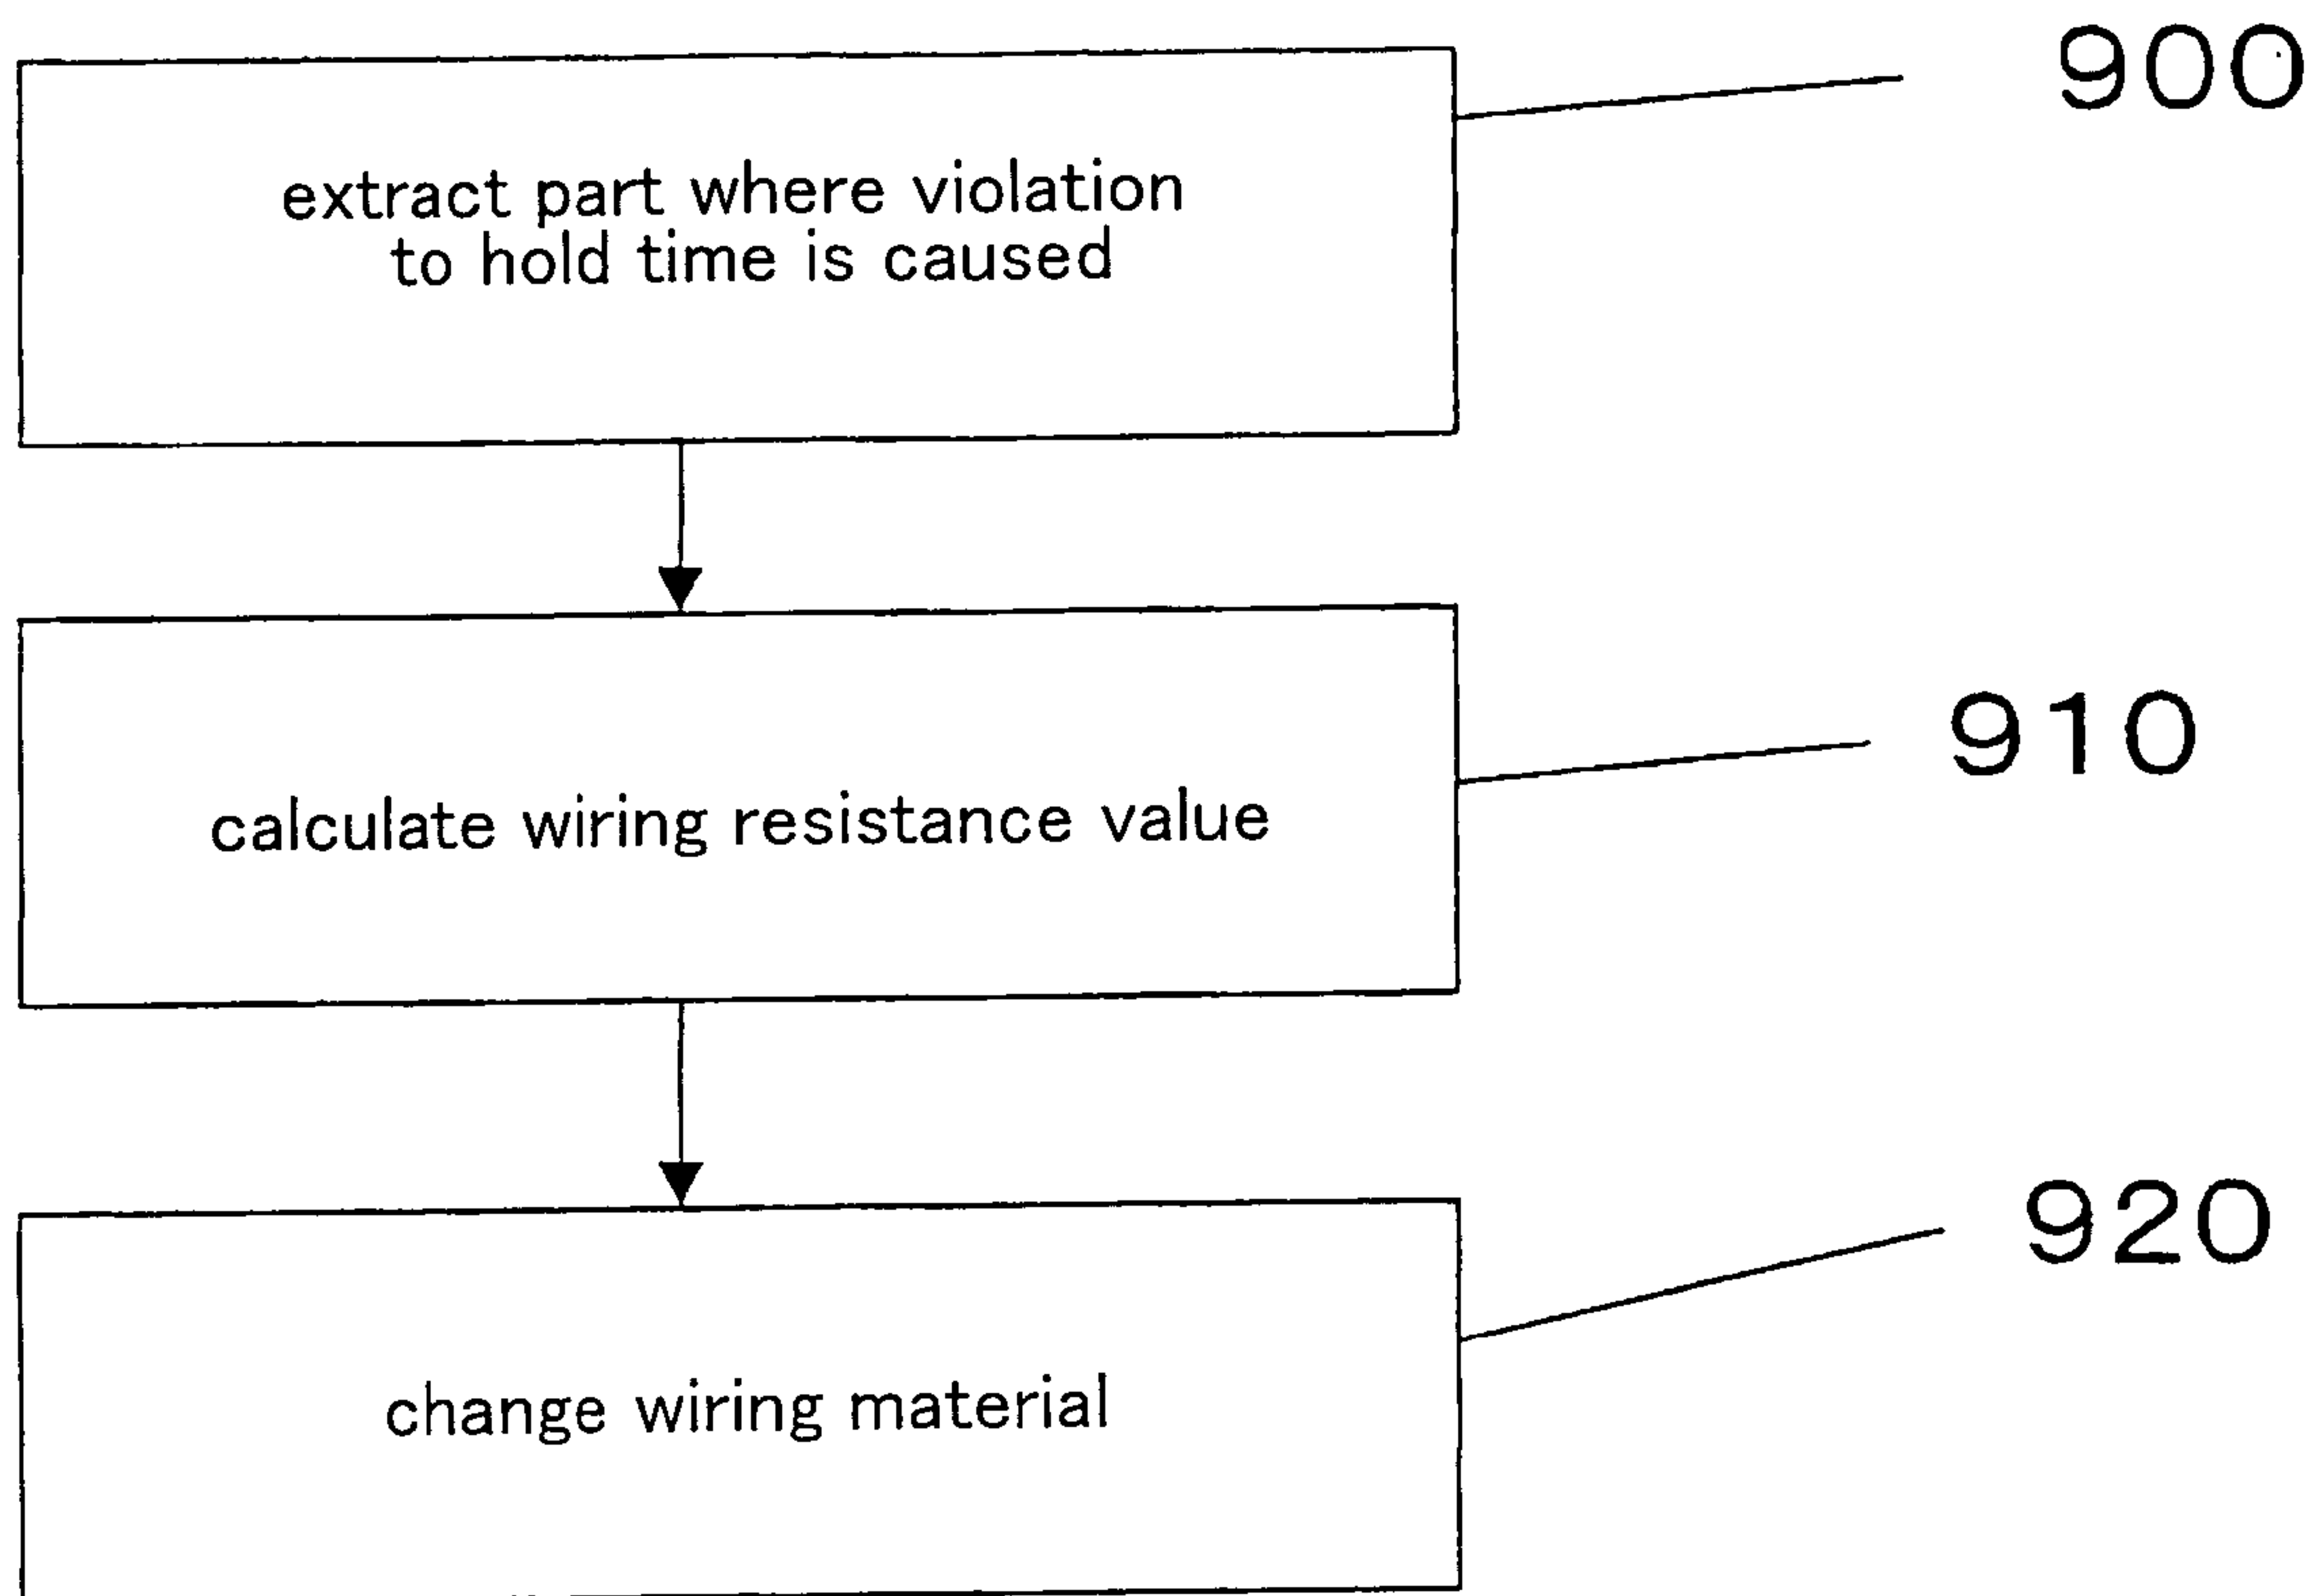 900
extract part where violation
to hold time is caused
910
calculate wiring resistance value
920
change wiring material